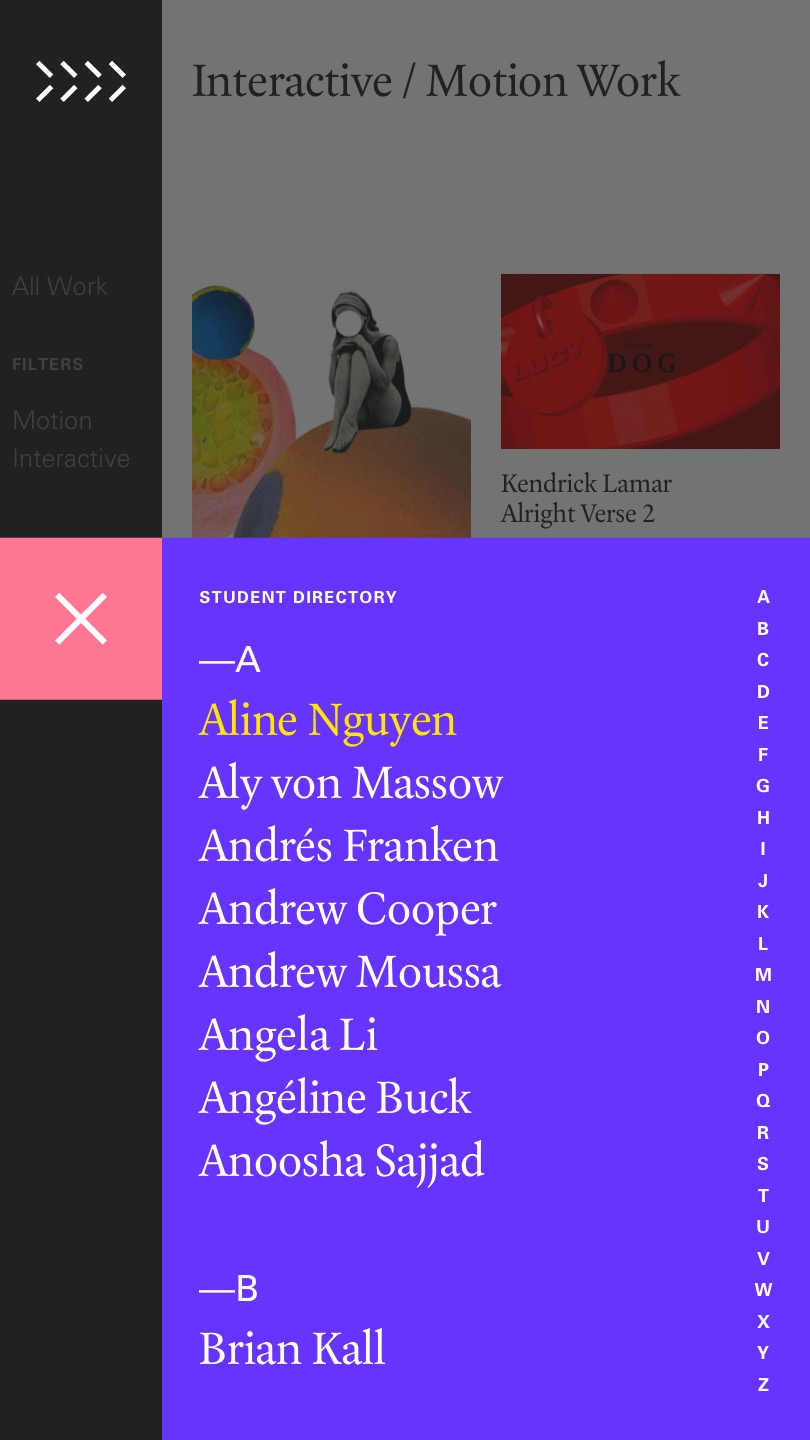 Interactive / Motion Work
All Work
FILTERS
Motion
Interactive
LUCY
DOG
Kendrick Lamar
Alright Verse 2
STUDENT DIRECTORY
—A
Aline Nguyen
Aly von Massow
Andrés Franken
Andrew Cooper
Andrew Moussa
Angela Li
Angéline Buck
Anoosha Sajjad
—B
Brian Kall
A
B
C
D
E
F
G
H
I
J
K
L
M
N
O
P
Q
R
S
T
U
V
W
X
Y
Z